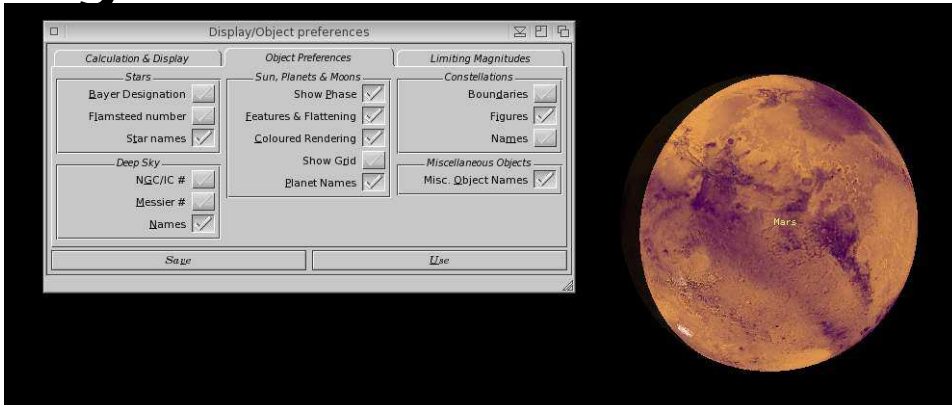 Display/Object preferences
Calculation & Display
Object Preferences
Limiting Magnitudes
Stars
Bayer Designation
Flamsteed number
Star names
Deep Sky
NGC/IC #
Messier #
Names
Sun, Planets & Moons
Show Phase
Features & Flattening
Coloured Rendering
Show Grid
Planet Names
Constellations
Boundaries
Figures
Names
Miscellaneous Objects
Misc. Object Names
Save
Use
Mars